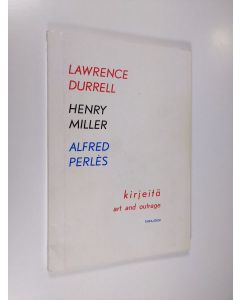 LAWRENCE
DURRELL
HENRY
MILLER
ALFRED
PERLÈS
kirjeitä
art and outrage